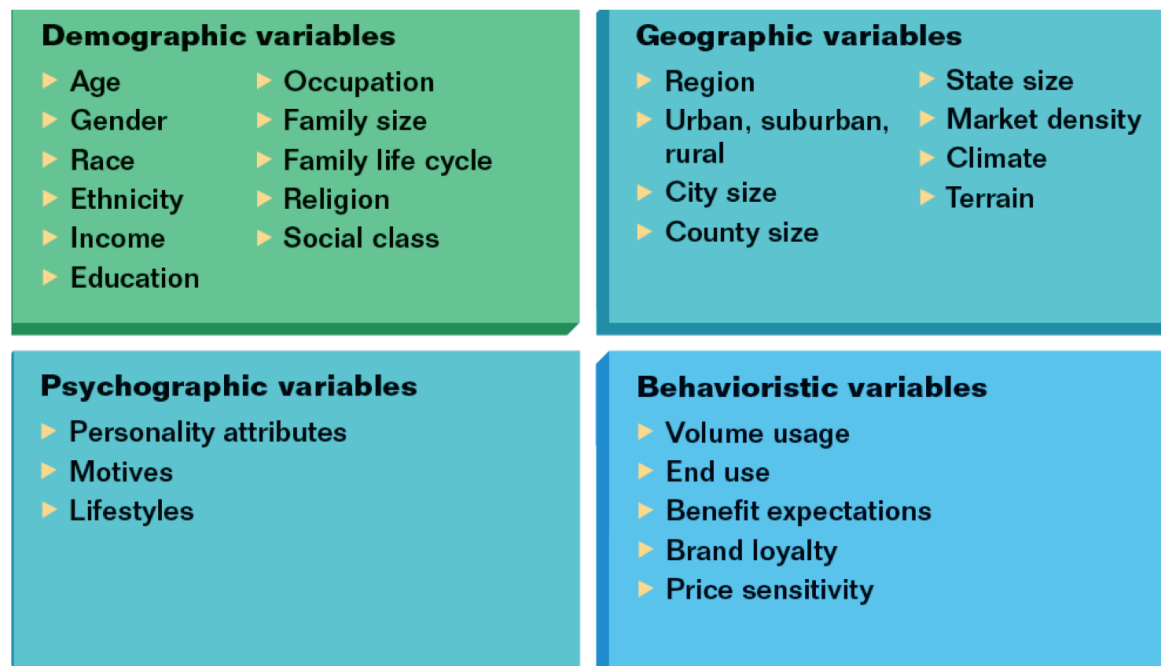 Demographic variables
Age
Gender
Race
Ethnicity
Income
Education
Occupation
Family size
Family life cycle
Religion
Social class
Geographic variables
Region
Urban, suburban,
rural
City size
County size
State size
Market density
Climate
Terrain
Psychographic variables
Personality attributes
Motives
Lifestyles
Behavioristic variables
Volume usage
End use
Benefit expectations
Brand loyalty
Price sensitivity